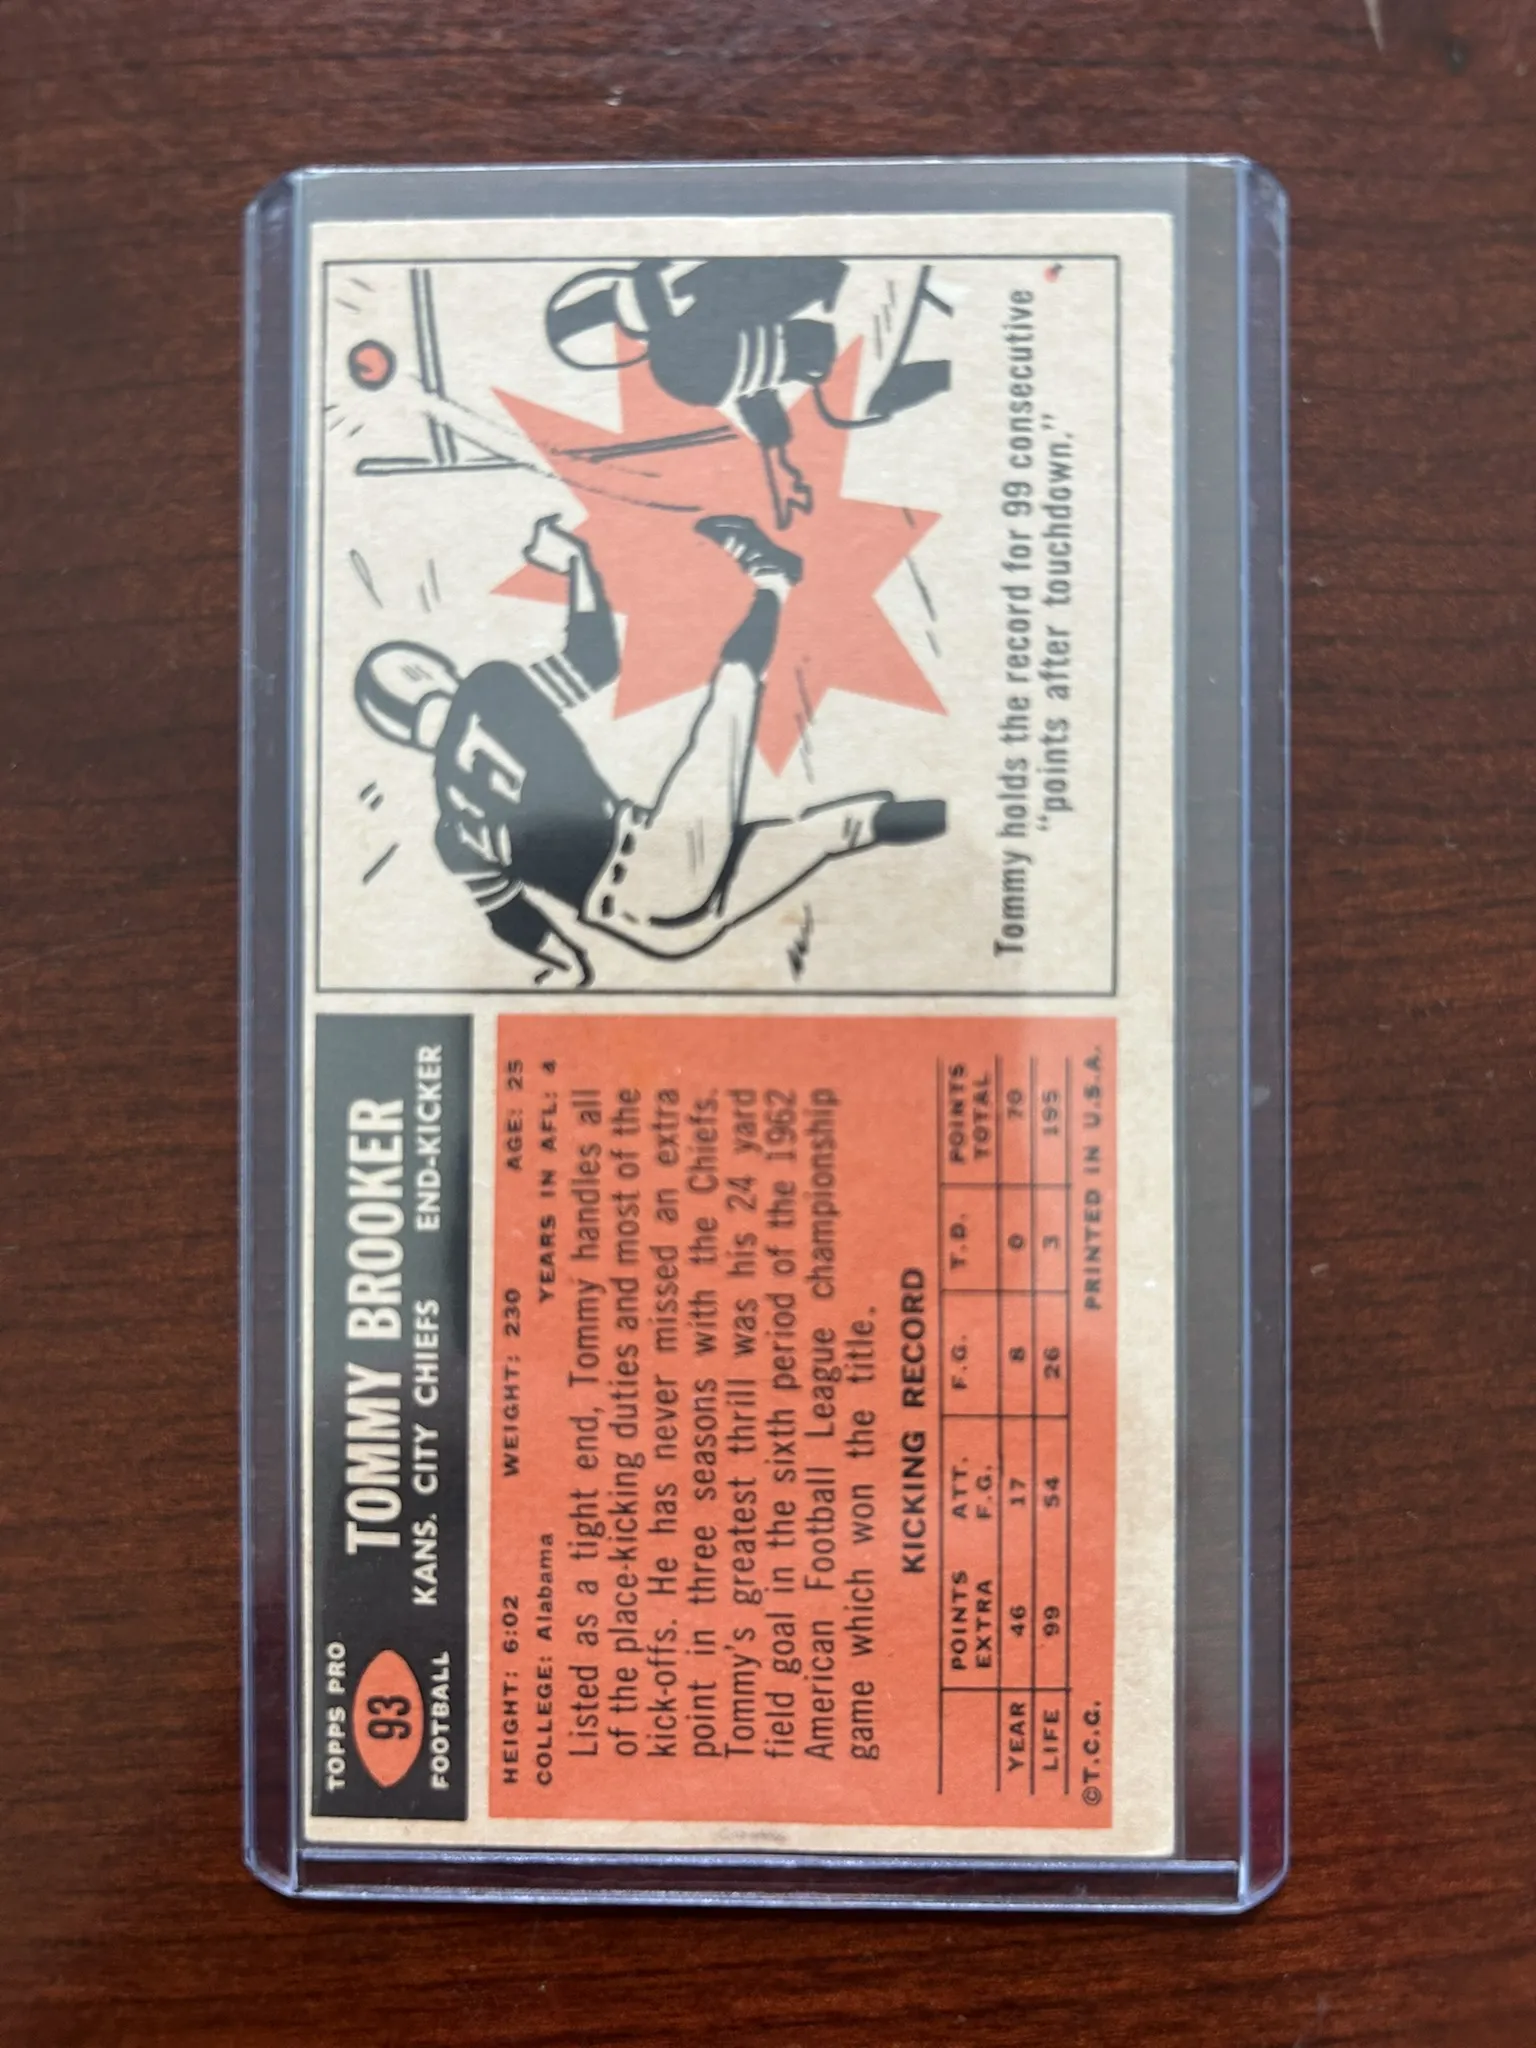 TOPPS PRO
93
FOOTBALL
TOMMY BROOKER
KANS. CITY CHIEFS END-KICKER
HEIGHT: 6:02 WEIGHT: 230 AGE: 25
COLLEGE: Alabama YEARS IN AFL: 4
Listed as a tight end, Tommy handles all
of the place-kicking duties and most of the
kick-offs. He has never missed an extra
point in three seasons with the Chiefs.
Tommy's greatest thrill was his 24 yard
field goal in the sixth period of the 1962
American Football League championship
game which won the title.
KICKING RECORD
POINTS ATT. F.G. T.D. POINTS
EXTRA F.G. TOTAL
YEAR 46 17 8 0 70
LIFE 99 54 26 3 195
©T.C.G. PRINTED IN U.S.A.
Tommy holds the record for 99 consecutive
"points after touchdown."